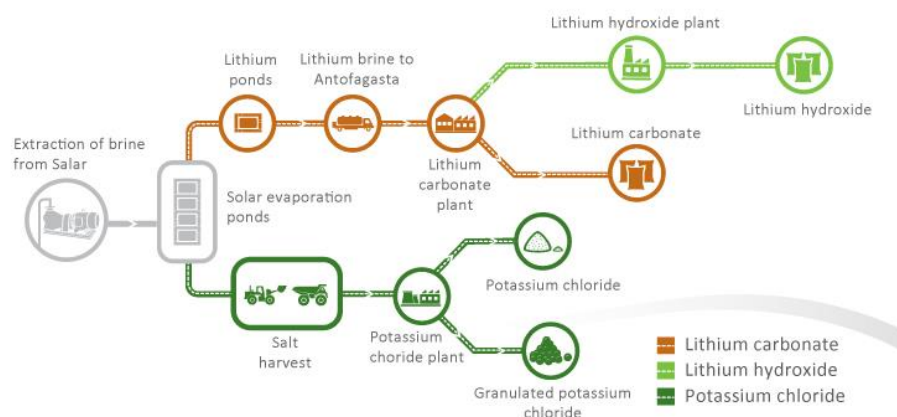 Lithium hydroxide plant
Lithium
ponds
Lithium brine to
Antofagasta
Lithium hydroxide
Extraction of brine
from Salar
Lithium carbonate
Lithium
carbonate
plant
Solar evaporation
ponds
Potassium chloride
Salt
harvest
Potassium
choride plant
Granulated potassium
chloride
Lithium carbonate
Lithium hydroxide
Potassium chloride